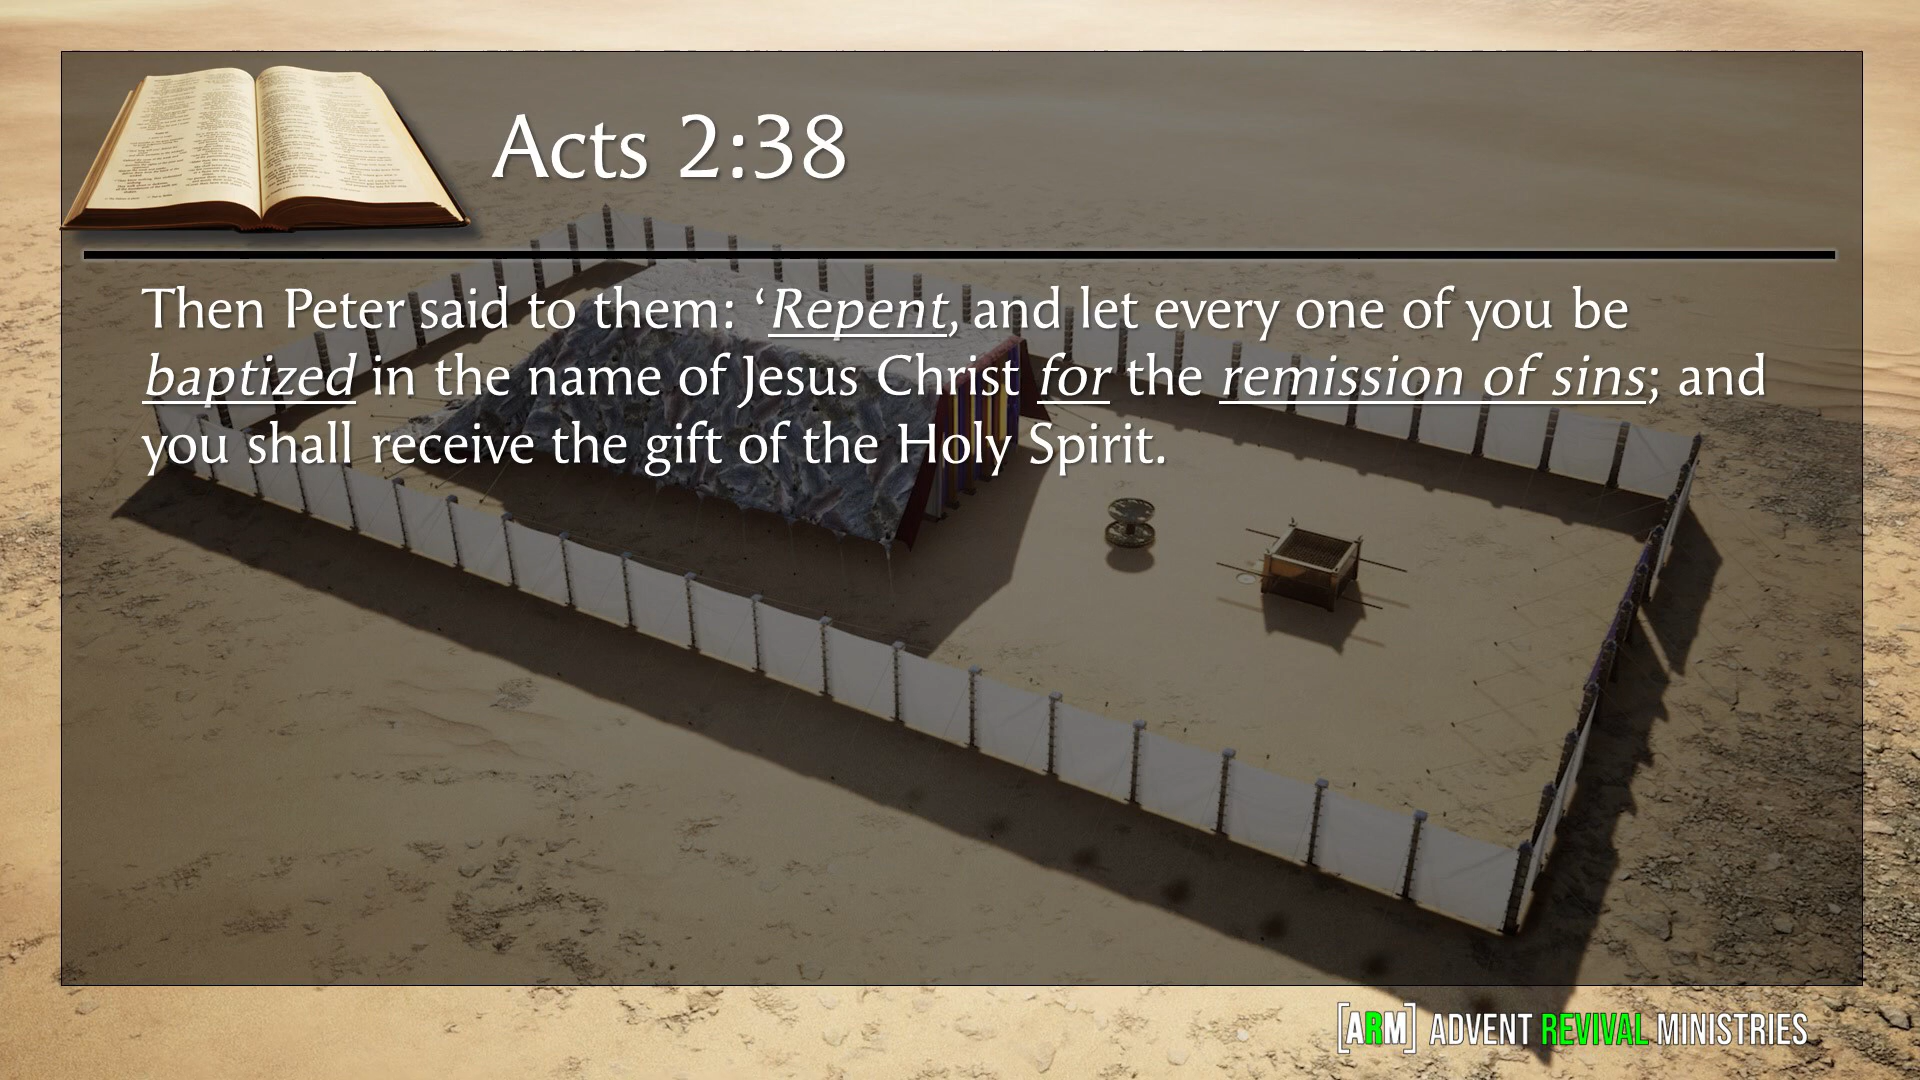 Acts 2:38
Then Peter said to them: ‘Repent, and let every one of you be
baptized in the name of Jesus Christ for the remission of sins; and
you shall receive the gift of the Holy Spirit.
[ARM] ADVENT REVIVAL MINISTRIES